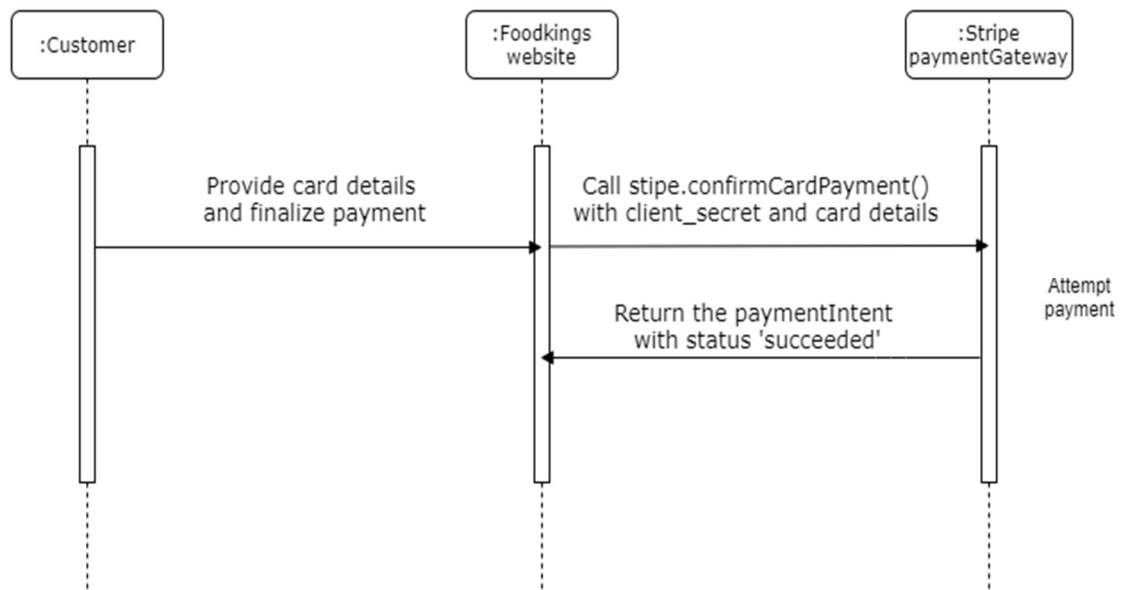 :Customer
:Foodkings
website
:Stripe
paymentGateway
Provide card details
and finalize payment
Call stipe.confirmCardPayment()
with client_secret and card details
Attempt
payment
Return the paymentIntent
with status 'succeeded'